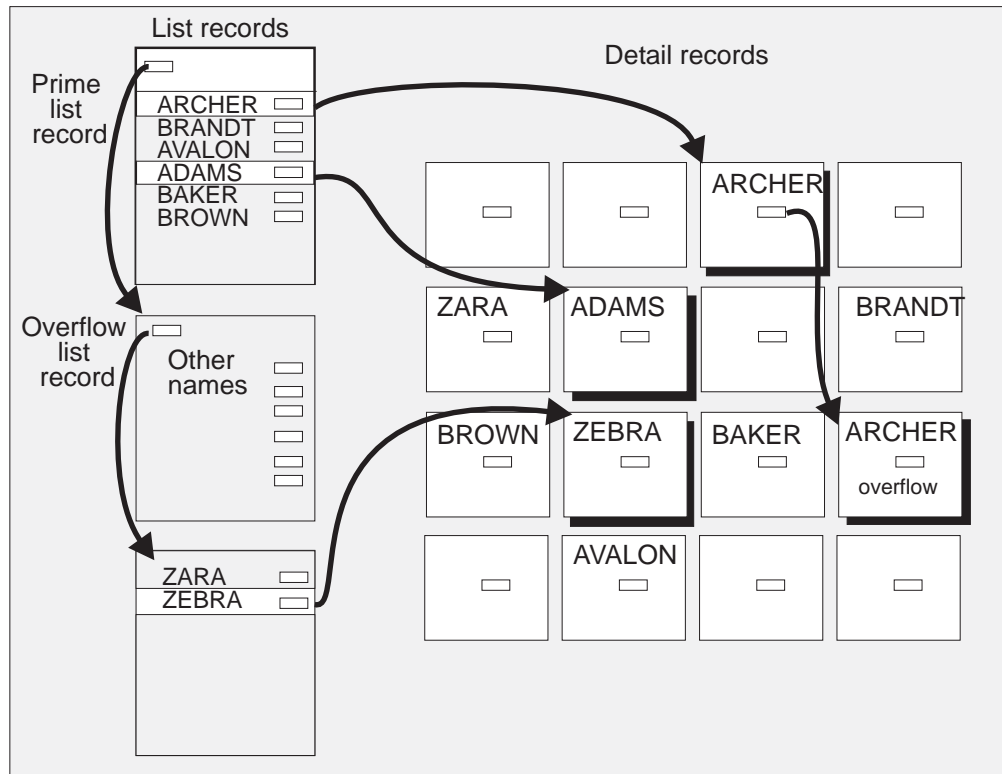 List records
Detail records
Prime
list
record
ARCHER
BRANDT
AVALON
ADAMS
BAKER
BROWN
Overflow
list
record
Other
names
ZARA
ZEBRA
ARCHER
ZARA
ADAMS
BRANDT
BROWN
ZEBRA
BAKER
ARCHER
overflow
AVALON